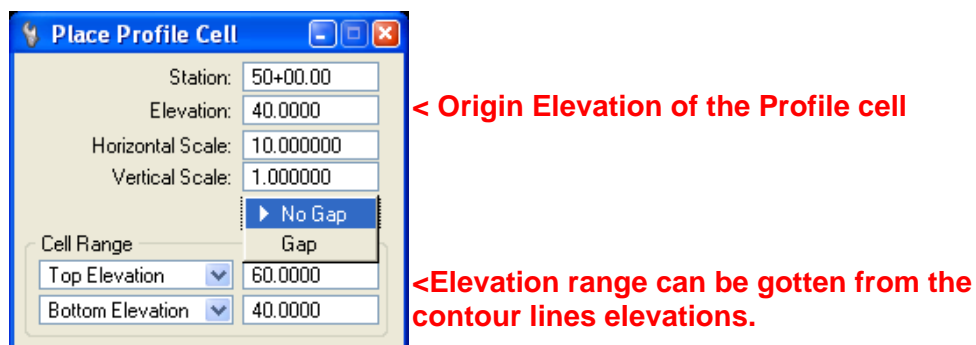 Place Profile Cell
Station: 50+00.00
Elevation: 40.0000
< Origin Elevation of the Profile cell
Horizontal Scale: 10.000000
Vertical Scale: 1.000000
No Gap
Gap
Cell Range
Top Elevation 60.0000
Bottom Elevation 40.0000
<Elevation range can be gotten from the
contour lines elevations.